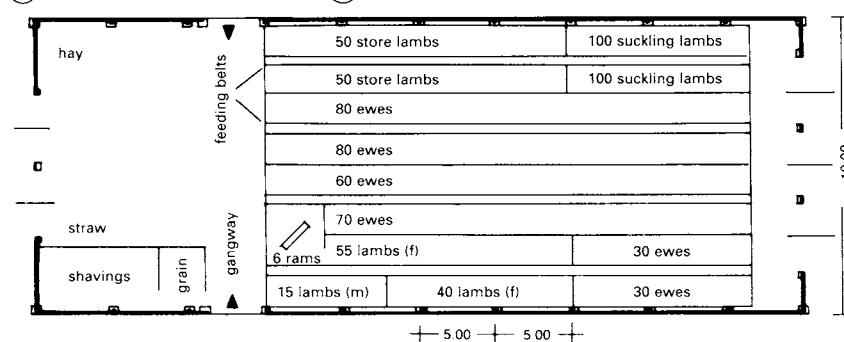 hay
feeding belts
50 store lambs 100 suckling lambs
50 store lambs 100 suckling lambs
80 ewes
80 ewes
60 ewes
gangway
70 ewes
straw
6 rams
55 lambs (f) 30 ewes
shavings
grain
15 lambs (m) 40 lambs (f) 30 ewes
5.00 5 00